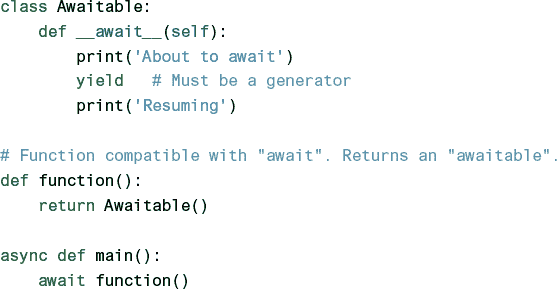 class Awaitable:
    def __await__(self):
        print('About to await')
        yield   # Must be a generator
        print('Resuming')

# Function compatible with "await". Returns an "awaitable".
def function():
    return Awaitable()

async def main():
    await function()